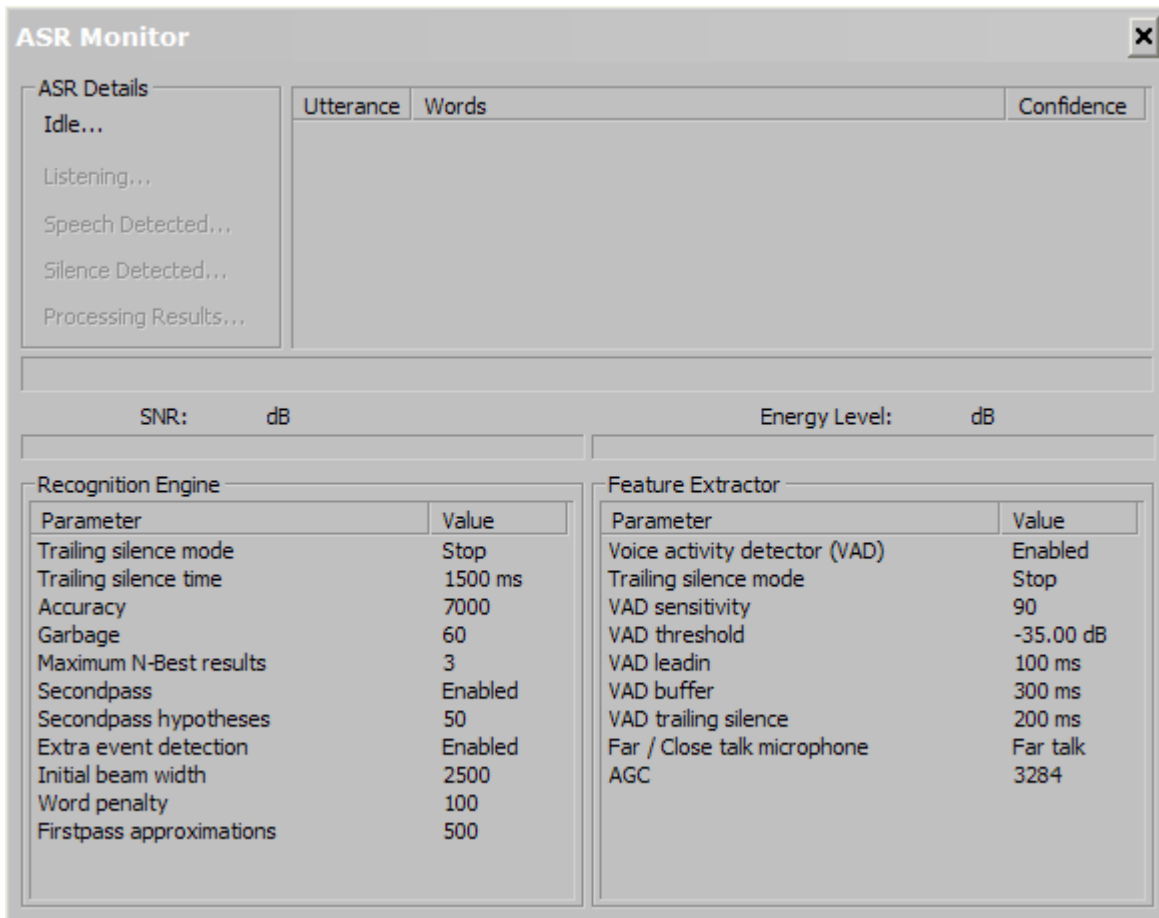 ASR Monitor
ASR Details
Idle...
Listening...
Speech Detected...
Silence Detected...
Processing Results...
Utterance Words Confidence
SNR: dB
Energy Level: dB
Recognition Engine
Parameter Value
Trailing silence mode Stop
Trailing silence time 1500 ms
Accuracy 7000
Garbage 60
Maximum N-Best results 3
Secondpass Enabled
Secondpass hypotheses 50
Extra event detection Enabled
Initial beam width 2500
Word penalty 100
Firstpass approximations 500
Feature Extractor
Parameter Value
Voice activity detector (VAD) Enabled
Trailing silence mode Stop
VAD sensitivity 90
VAD threshold -35.00 dB
VAD leadin 100 ms
VAD buffer 300 ms
VAD trailing silence 200 ms
Far / Close talk microphone Far talk
AGC 3284